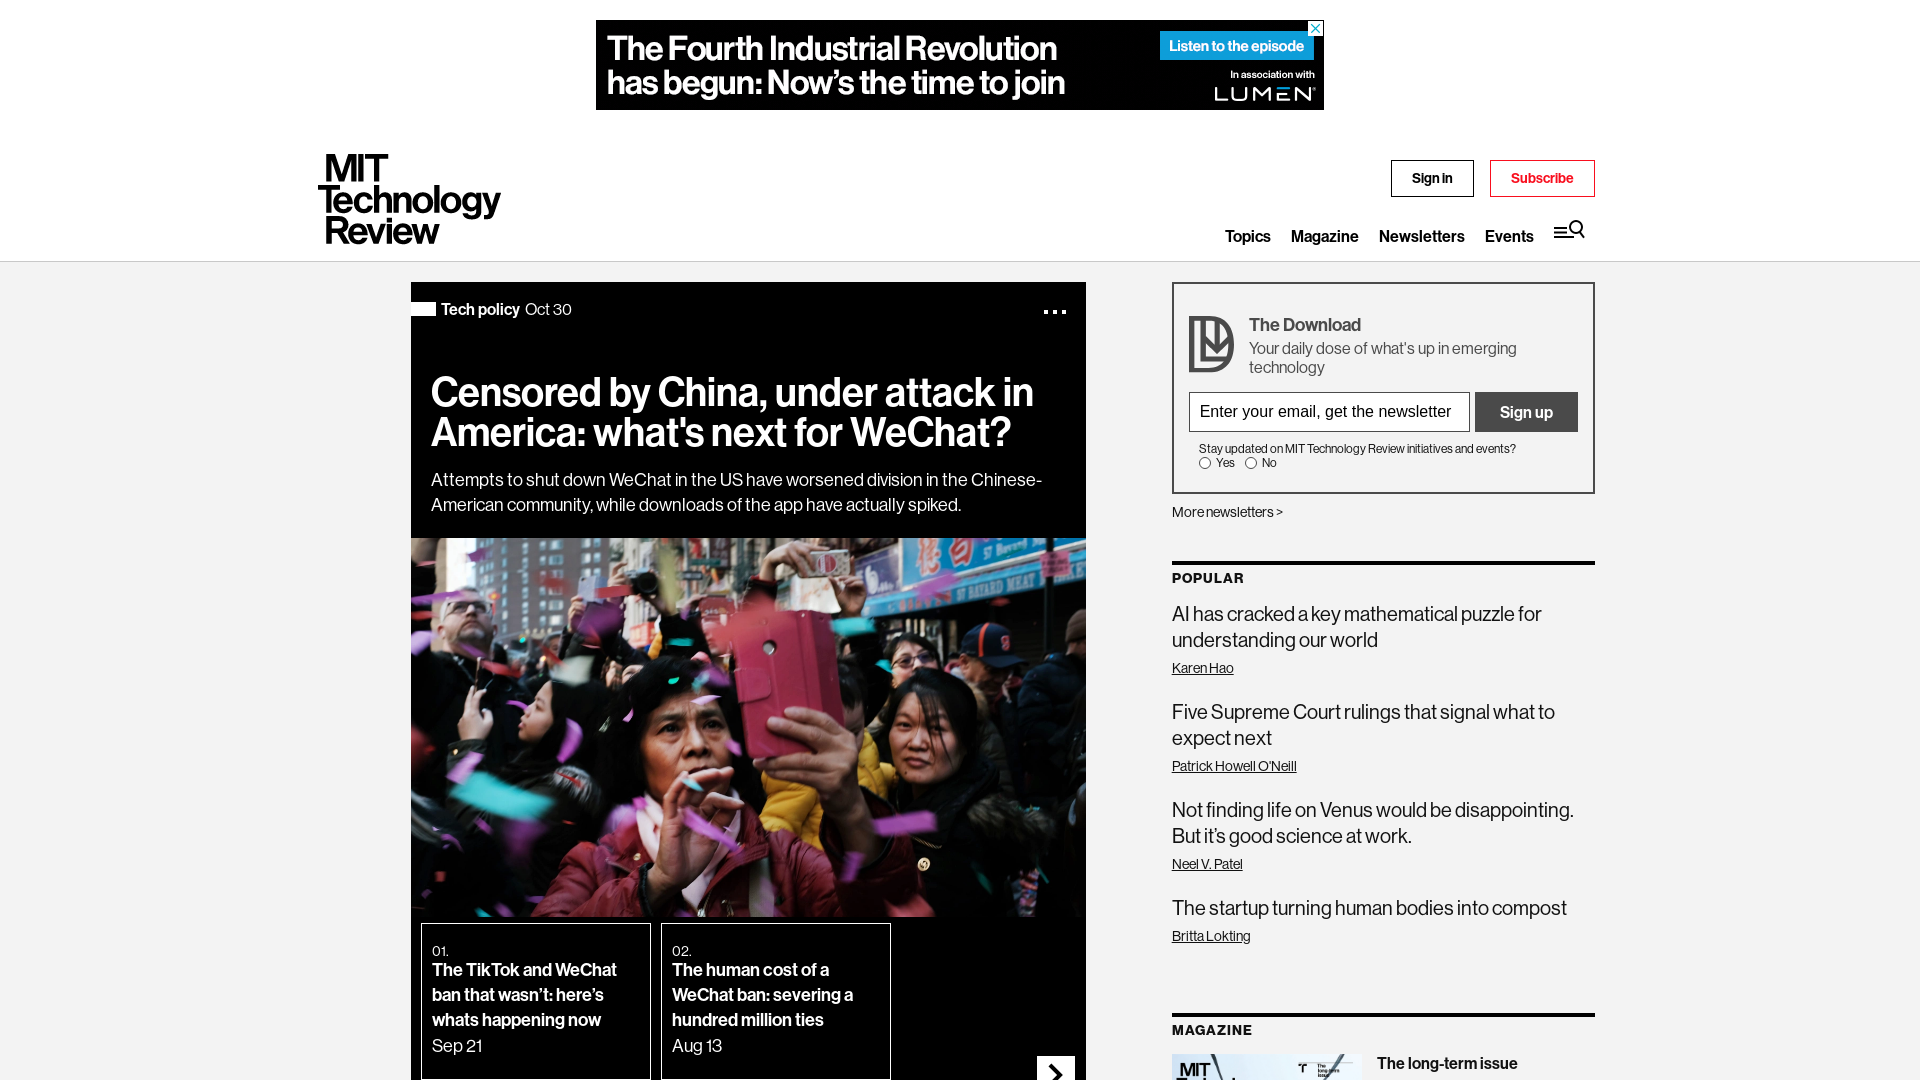 The Fourth Industrial Revolution
has begun: Now's the time to join
Listen to the episode
In association with
LUMEN
MIT
Technology
Review
Sign in
Subscribe
Topics
Magazine
Newsletters
Events
Tech policy Oct 30
Censored by China, under attack in
America: what's next for WeChat?
Attempts to shut down WeChat in the US have worsened division in the Chinese-
American community, while downloads of the app have actually spiked.
57 BAYARD MEAT
01.
The TikTok and WeChat
ban that wasn't: here's
whats happening now
Sep 21
02.
The human cost of a
WeChat ban: severing a
hundred million ties
Aug 13
The Download
Your daily dose of what's up in emerging
technology
Enter your email, get the newsletter
Sign up
Stay updated on MIT Technology Review initiatives and events?
Yes
No
More newsletters >
POPULAR
AI has cracked a key mathematical puzzle for
understanding our world
Karen Hao
Five Supreme Court rulings that signal what to
expect next
Patrick Howell O'Neill
Not finding life on Venus would be disappointing.
But it’s good science at work.
Neel V. Patel
The startup turning human bodies into compost
Britta Lokting
MAGAZINE
MIT
The long-term issue